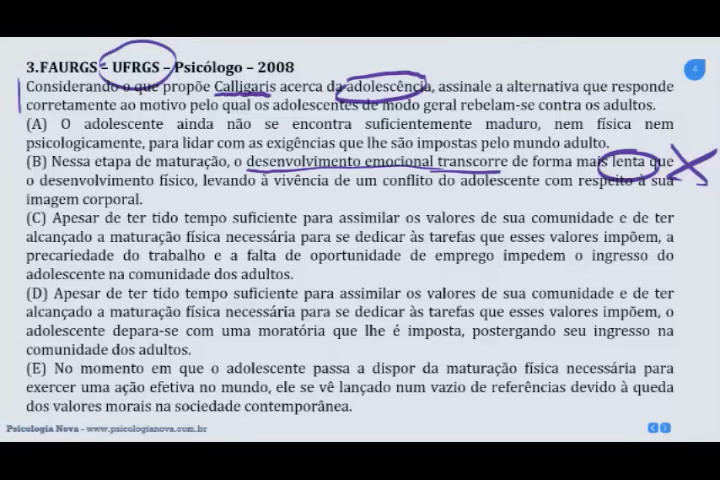 3.FAURGS – UFRGS – Psicólogo – 2008
4
Considerando o que propõe Calligaris acerca da adolescência, assinale a alternativa que responde
corretamente ao motivo pelo qual os adolescentes de modo geral rebelam-se contra os adultos.
(A) O adolescente ainda não se encontra suficientemente maduro, nem física nem
psicologicamente, para lidar com as exigências que lhe são impostas pelo mundo adulto.
(B) Nessa etapa de maturação, o desenvolvimento emocional transcorre de forma mais lenta que
o desenvolvimento físico, levando à vivência de um conflito do adolescente com respeito à sua
imagem corporal.
(C) Apesar de ter tido tempo suficiente para assimilar os valores de sua comunidade e de ter
alcançado a maturação física necessária para se dedicar às tarefas que esses valores impõem, a
precariedade do trabalho e a falta de oportunidade de emprego impedem o ingresso do
adolescente na comunidade dos adultos.
(D) Apesar de ter tido tempo suficiente para assimilar os valores de sua comunidade e de ter
alcançado a maturação física necessária para se dedicar às tarefas que esses valores impõem, o
adolescente depara-se com uma moratória que lhe é imposta, postergando seu ingresso na
comunidade dos adultos.
(E) No momento em que o adolescente passa a dispor da maturação física necessária para
exercer uma ação efetiva no mundo, ele se vê lançado num vazio de referências devido à queda
dos valores morais na sociedade contemporânea.
Psicologia Nova - www.psicologianova.com.br